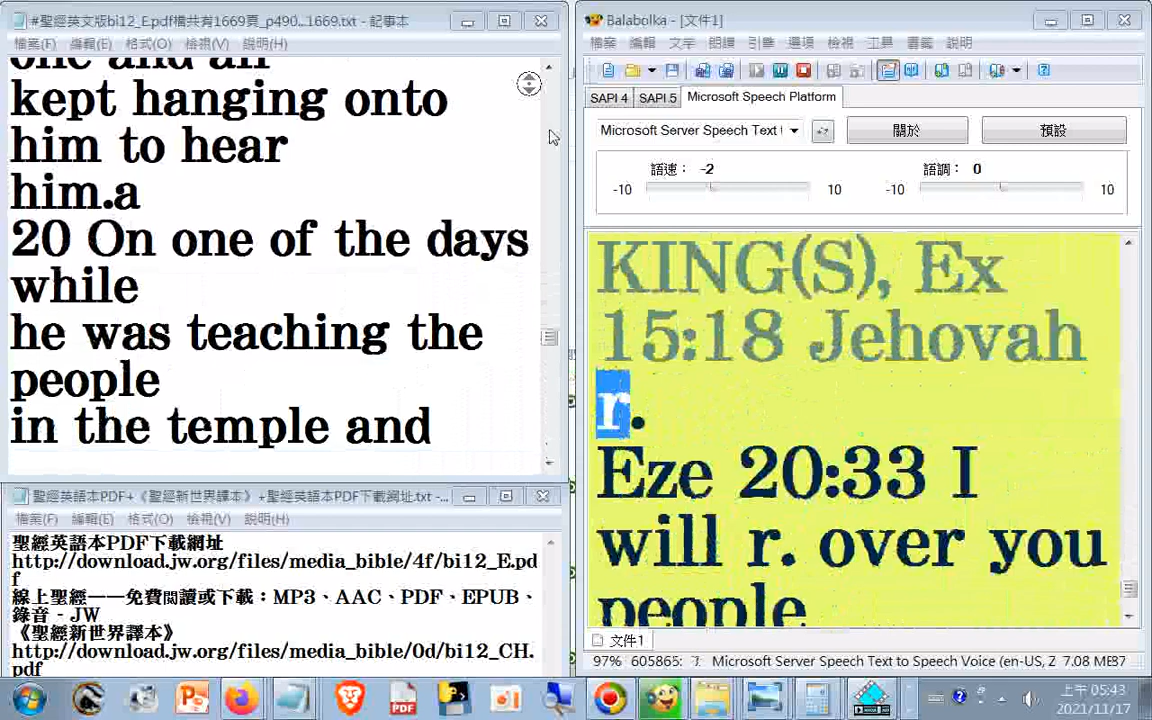 #聖經英文版bi12_E.pdf檔共有1669頁_p490...1669.txt - 記事本
檔案(F) 編輯(E) 格式(O) 檢視(V) 說明(H)
one and all
kept hanging onto
him to hear
him.a
20 On one of the days
while
he was teaching the
people
in the temple and
聖經英語本PDF+《聖經新世界譯本》+聖經英語本PDF下載網址.txt - ...
檔案(F) 編輯(E) 格式(O) 檢視(V) 說明(H)
聖經英語本PDF下載網址
http://download.jw.org/files/media_bible/4f/bi12_E.pd
f
線上聖經——免費閱讀或下載：MP3、AAC、PDF、EPUB、
錄音 - JW
《聖經新世界譯本》
http://download.jw.org/files/media_bible/0d/bi12_CH.
pdf
Balabolka - [文件1]
檔案 編輯 文字 朗讀 引擎 選項 檢視 工具 書籤 說明
SAPI 4 SAPI 5 Microsoft Speech Platform
Microsoft Server Speech Text 關於 預設
語速： -2 語調： 0
-10 10 -10 10
KING(S), Ex
15:18 Jehovah
r.
Eze 20:33 I
will r. over you
people
文件1
97% 605865: Microsoft Server Speech Text to Speech Voice (en-US, Z 7.08 MB
上午 05:43
2021/11/17